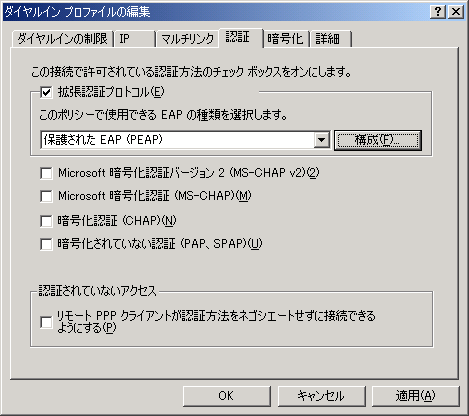 ダイヤルイン プロファイルの編集
ダイヤルインの制限 IP マルチリンク 認証 暗号化 詳細
この接続で許可されている認証方法のチェック ボックスをオンにします。
拡張認証プロトコル(E)
このポリシーで使用できる EAP の種類を選択します。
保護された EAP (PEAP) 構成(F)...
Microsoft 暗号化認証バージョン 2 (MS-CHAP v2)(2)
Microsoft 暗号化認証 (MS-CHAP)(M)
暗号化認証 (CHAP)(N)
暗号化されていない認証 (PAP、SPAP)(U)
認証されていないアクセス
リモート PPP クライアントが認証方法をネゴシエートせずに接続できる
ようにする(P)
OK キャンセル 適用(A)